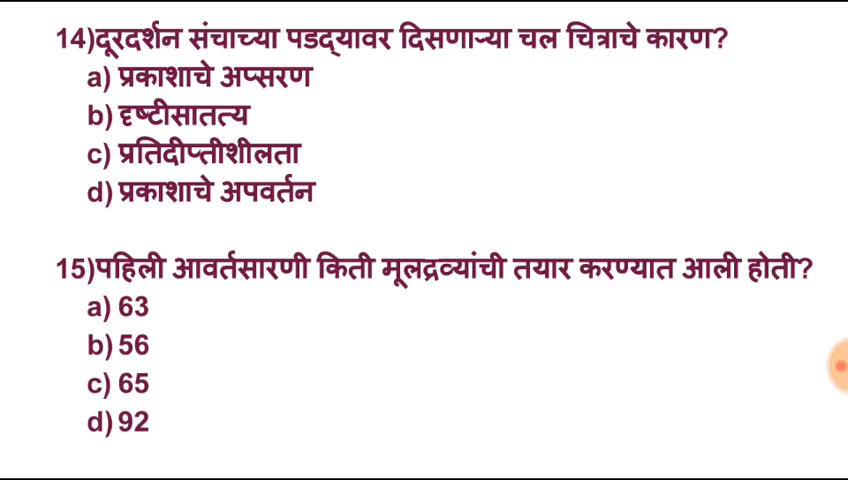 14)दूरदर्शन संचाच्या पडद्यावर दिसणाऱ्या चल चित्राचे कारण?
a) प्रकाशाचे अप्सरण
b) दृष्टीसातत्य
c) प्रतिदीप्तीशीलता
d) प्रकाशाचे अपवर्तन
15)पहिली आवर्तसारणी किती मूलद्रव्यांची तयार करण्यात आली होती?
a) 63
b) 56
c) 65
d) 92